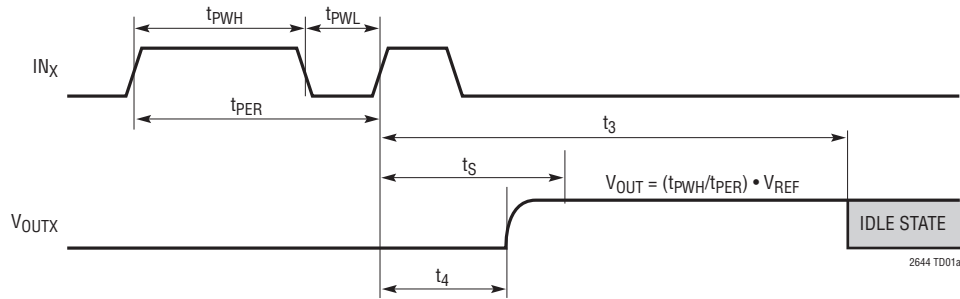 tPWH
tPWL
INX
tPER
t3
tS
VOUT = (tPWH/tPER) • VREF
VOUTX
IDLE STATE
t4
2644 TD01a